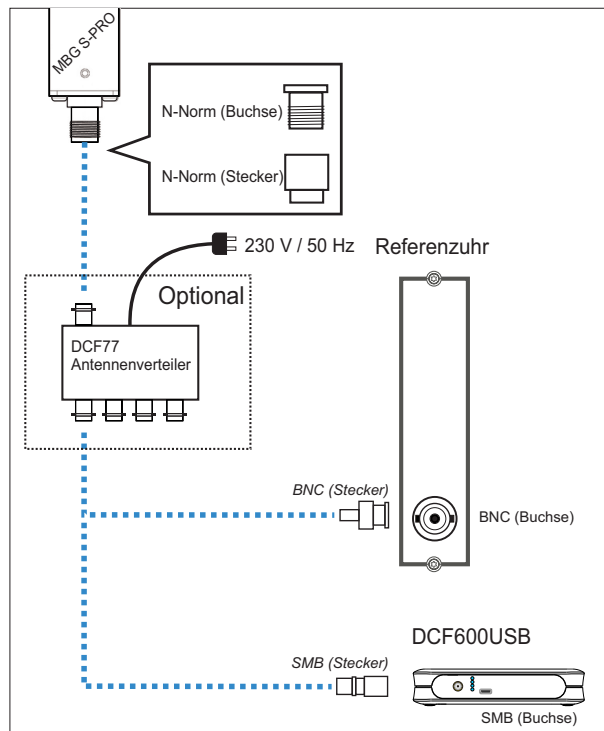 MBG S-PRO
N-Norm (Buchse)
N-Norm (Stecker)
230 V / 50 Hz
Referenzuhr
Optional
DCF77
Antennenverteiler
BNC (Stecker)
BNC (Buchse)
DCF600USB
SMB (Stecker)
SMB (Buchse)